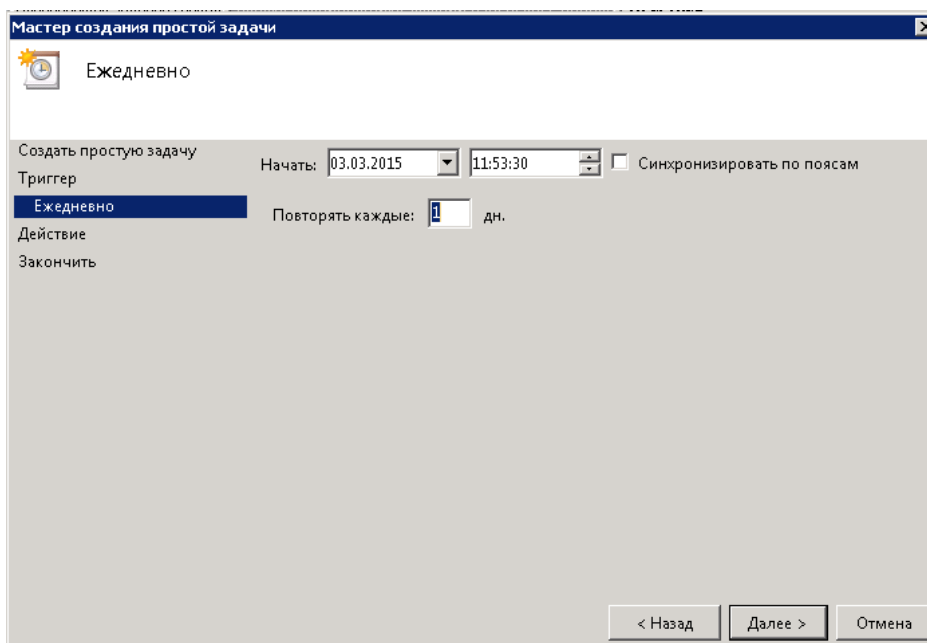 Мастер создания простой задачи
Ежедневно
Создать простую задачу
Триггер
Ежедневно
Действие
Закончить
Начать: 03.03.2015 11:53:30 Синхронизировать по поясам
Повторять каждые: 1 дн.
< Назад Далее > Отмена